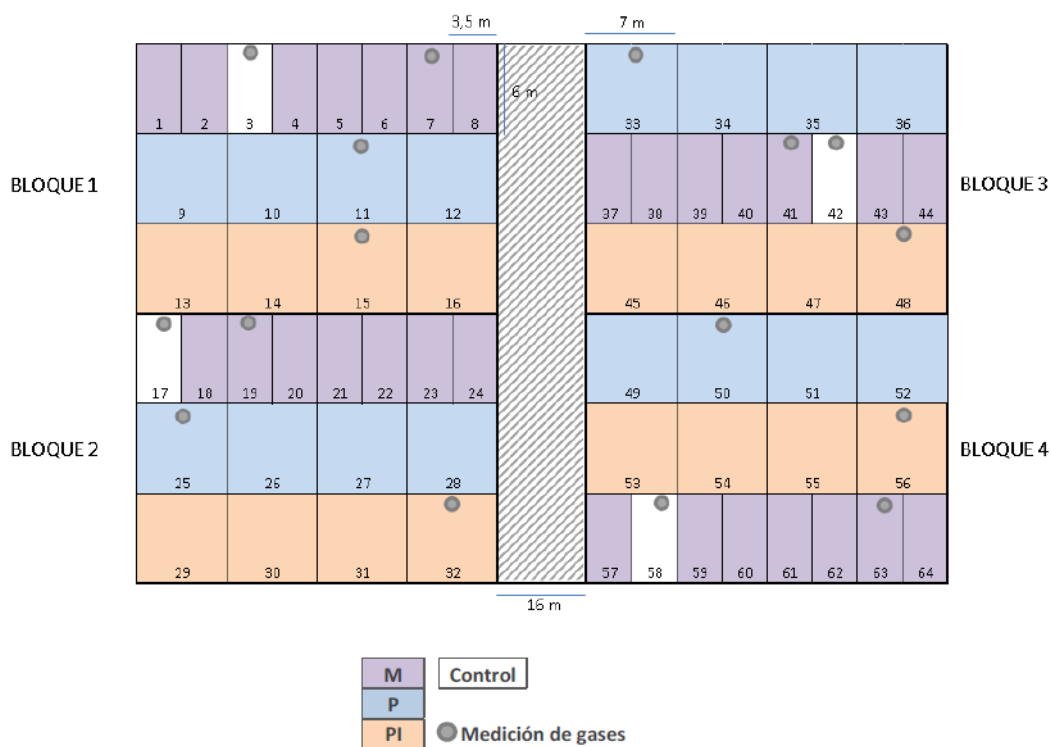 3,5 m 7 m
6 m
1 2 3 4 5 6 7 8 33 34 35 36
BLOQUE 1 BLOQUE 3
9 10 11 12 37 38 39 40 41 42 43 44
13 14 15 16 45 46 47 48
17 18 19 20 21 22 23 24 49 50 51 52
BLOQUE 2 BLOQUE 4
25 26 27 28 53 54 55 56
29 30 31 32 57 58 59 60 61 62 63 64
16 m
M Control
P
PI Medición de gases